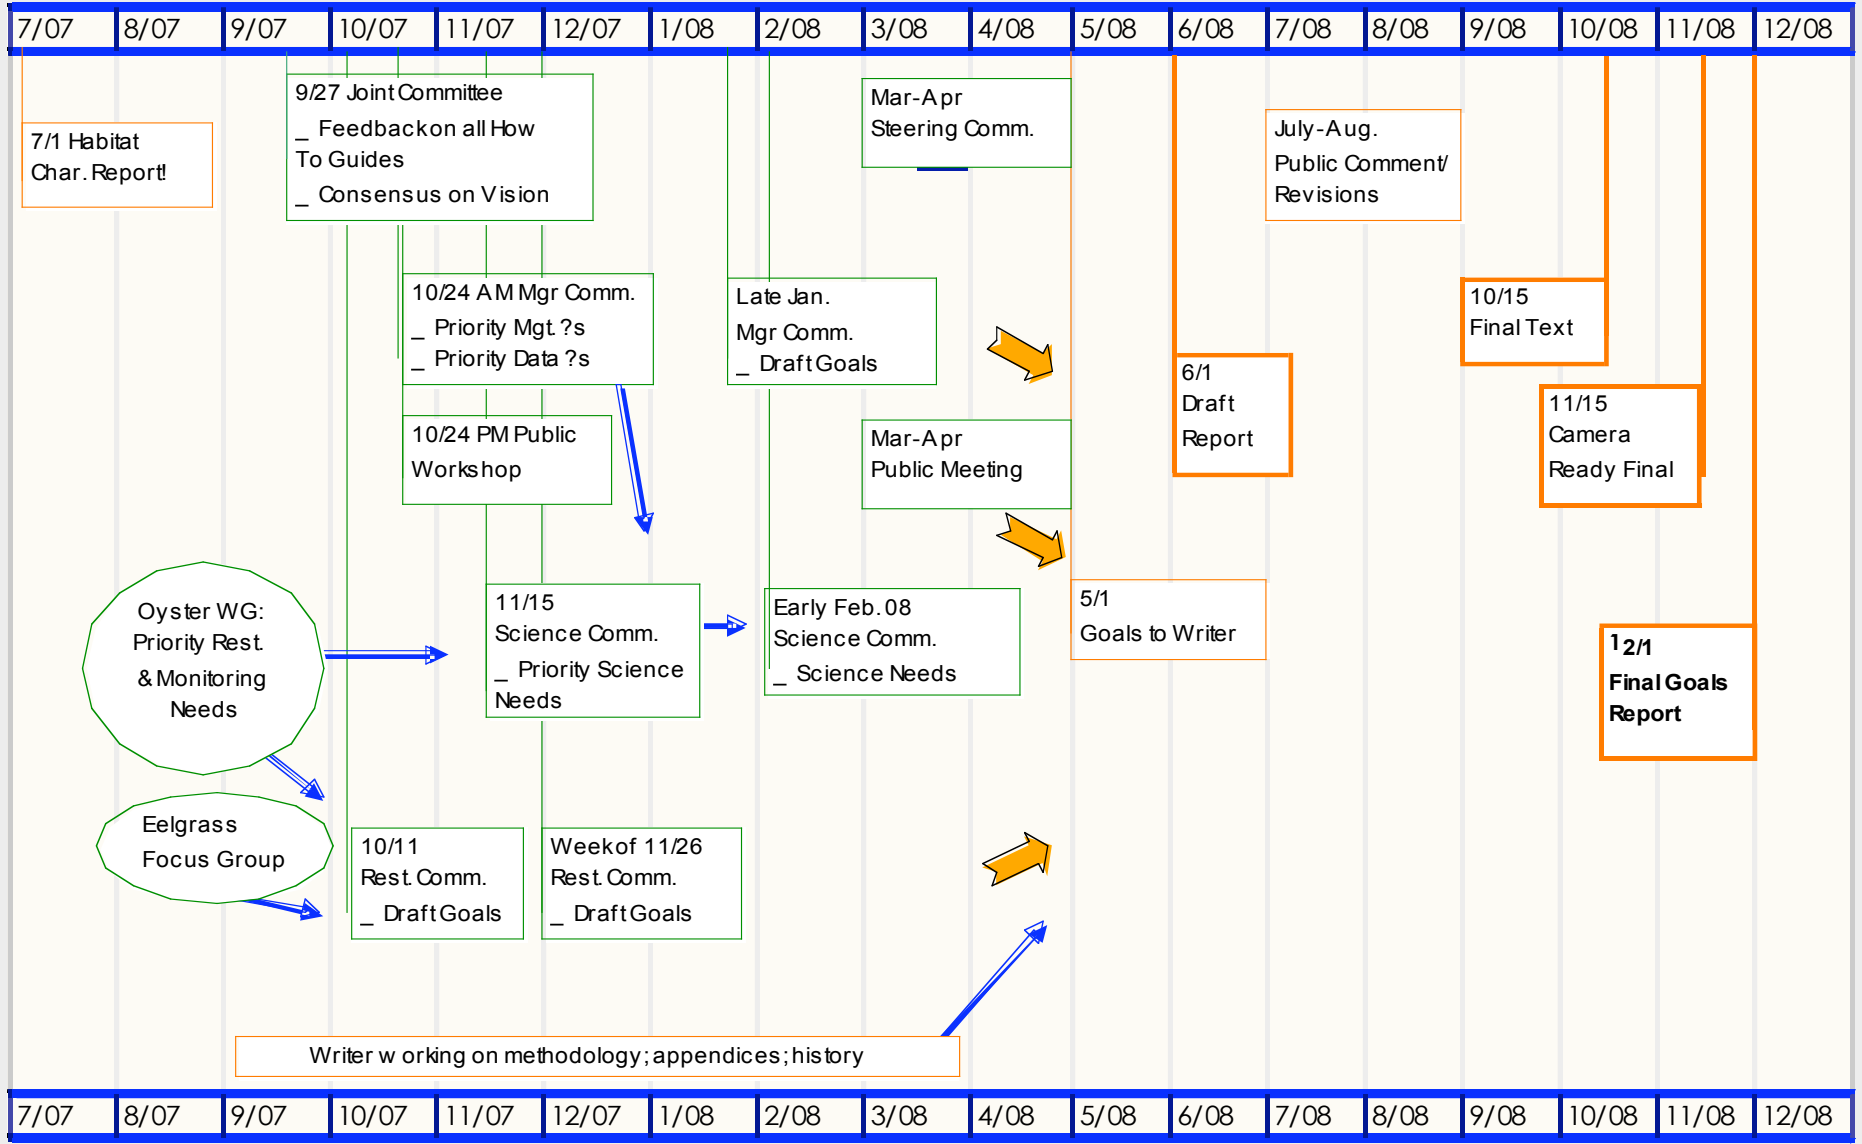 7/07 8/07 9/07 10/07 11/07 12/07 1/08 2/08 3/08 4/08 5/08 6/08 7/08 8/08 9/08 10/08 11/08 12/08
7/1 Habitat
Char. Report!
9/27 Joint Committee
_ Feedback on all How
To Guides
_ Consensus on Vision
Mar-Apr
Steering Comm.
July-Aug.
Public Comment/
Revisions
10/24 AM Mgr Comm.
_ Priority Mgt. ?s
_ Priority Data ?s
Late Jan.
Mgr Comm.
_ Draft Goals
10/15
Final Text
6/1
Draft
Report
11/15
Camera
Ready Final
10/24 PM Public
Workshop
Mar-Apr
Public Meeting
Oyster WG:
Priority Rest.
& Monitoring
Needs
11/15
Science Comm.
_ Priority Science
Needs
Early Feb. 08
Science Comm.
_ Science Needs
5/1
Goals to Writer
12/1
Final Goals
Report
Eelgrass
Focus Group
10/11
Rest. Comm.
_ Draft Goals
Week of 11/26
Rest. Comm.
_ Draft Goals
Writer working on methodology; appendices; history
7/07 8/07 9/07 10/07 11/07 12/07 1/08 2/08 3/08 4/08 5/08 6/08 7/08 8/08 9/08 10/08 11/08 12/08